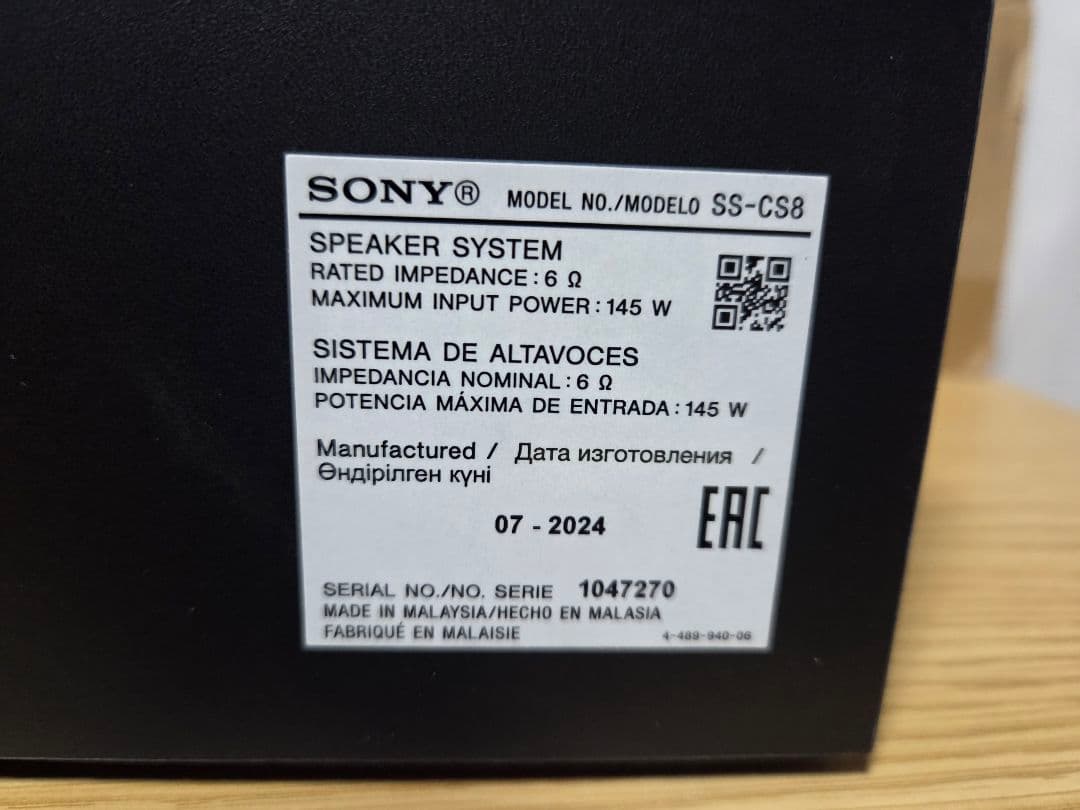 SONY® MODEL NO./MODELO SS-CS8
SPEAKER SYSTEM
RATED IMPEDANCE : 6 Ω
MAXIMUM INPUT POWER : 145 W
SISTEMA DE ALTAVOCES
IMPEDANCIA NOMINAL : 6 Ω
POTENCIA MÁXIMA DE ENTRADA : 145 W
Manufactured / Дата изготовления /
Өндірілген күні
07 - 2024
EAC
SERIAL NO./NO. SERIE 1047270
MADE IN MALAYSIA/HECHO EN MALASIA
FABRIQUÉ EN MALAISIE
4-489-940-06